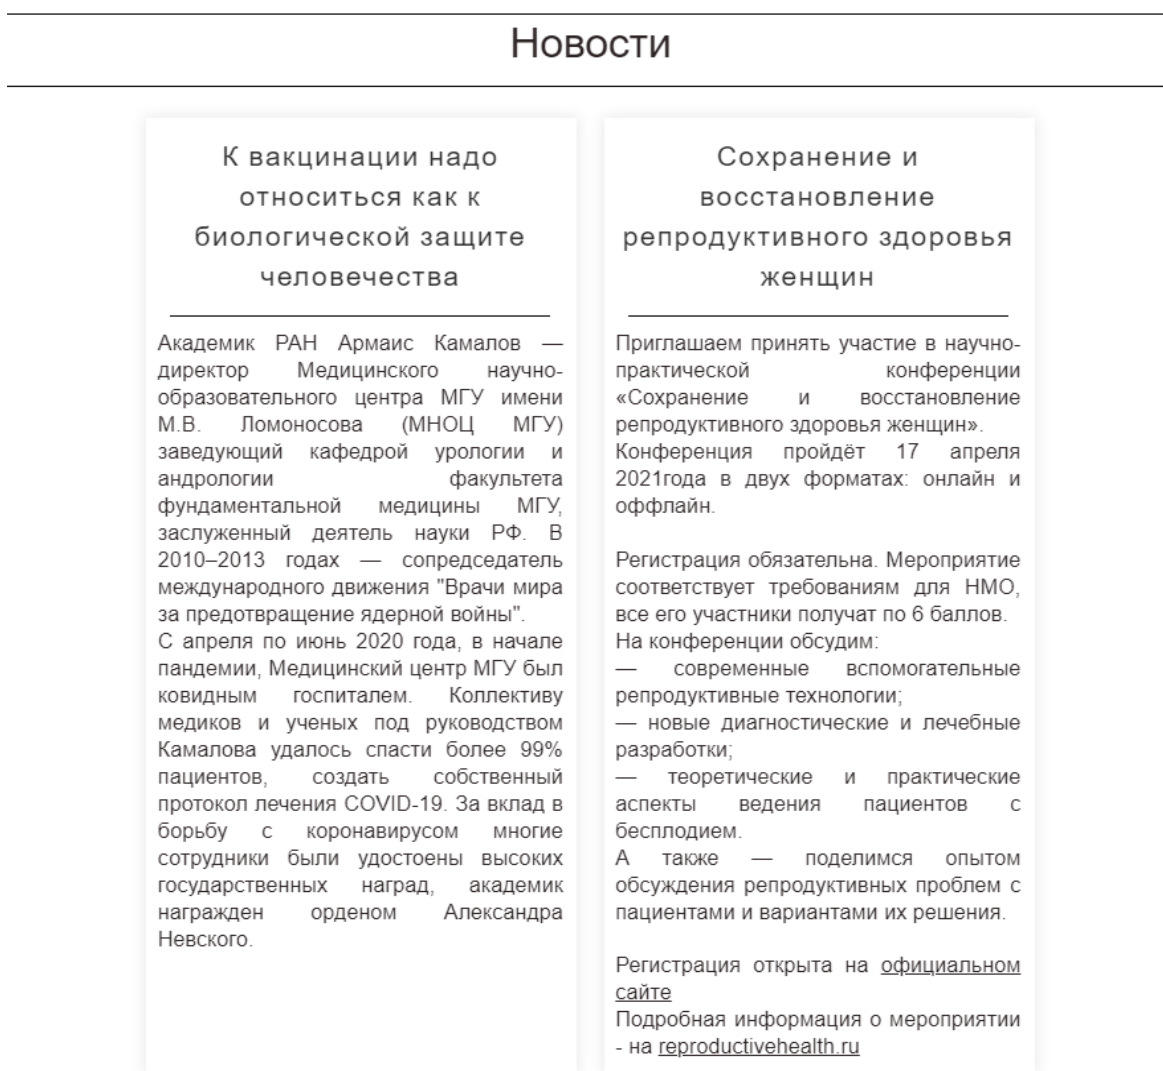 Новости
К вакцинации надо
относиться как к
биологической защите
человечества
Академик РАН Армаис Камалов —
директор Медицинского научно-
образовательного центра МГУ имени
М.В. Ломоносова (МНОЦ МГУ)
заведующий кафедрой урологии и
андрологии факультета
фундаментальной медицины МГУ,
заслуженный деятель науки РФ. В
2010–2013 годах — сопредседатель
международного движения "Врачи мира
за предотвращение ядерной войны".
С апреля по июнь 2020 года, в начале
пандемии, Медицинский центр МГУ был
ковидным госпиталем. Коллективу
медиков и ученых под руководством
Камалова удалось спасти более 99%
пациентов, создать собственный
протокол лечения COVID-19. За вклад в
борьбу с коронавирусом многие
сотрудники были удостоены высоких
государственных наград, академик
награжден орденом Александра
Невского.
Сохранение и
восстановление
репродуктивного здоровья
женщин
Приглашаем принять участие в научно-
практической конференции
«Сохранение и восстановление
репродуктивного здоровья женщин».
Конференция пройдёт 17 апреля
2021года в двух форматах: онлайн и
оффлайн.
Регистрация обязательна. Мероприятие
соответствует требованиям для НМО,
все его участники получат по 6 баллов.
На конференции обсудим:
— современные вспомогательные
репродуктивные технологии;
— новые диагностические и лечебные
разработки;
— теоретические и практические
аспекты ведения пациентов с
бесплодием.
А также — поделимся опытом
обсуждения репродуктивных проблем с
пациентами и вариантами их решения.
Регистрация открыта на официальном
сайте
Подробная информация о мероприятии
- на reproductivehealth.ru